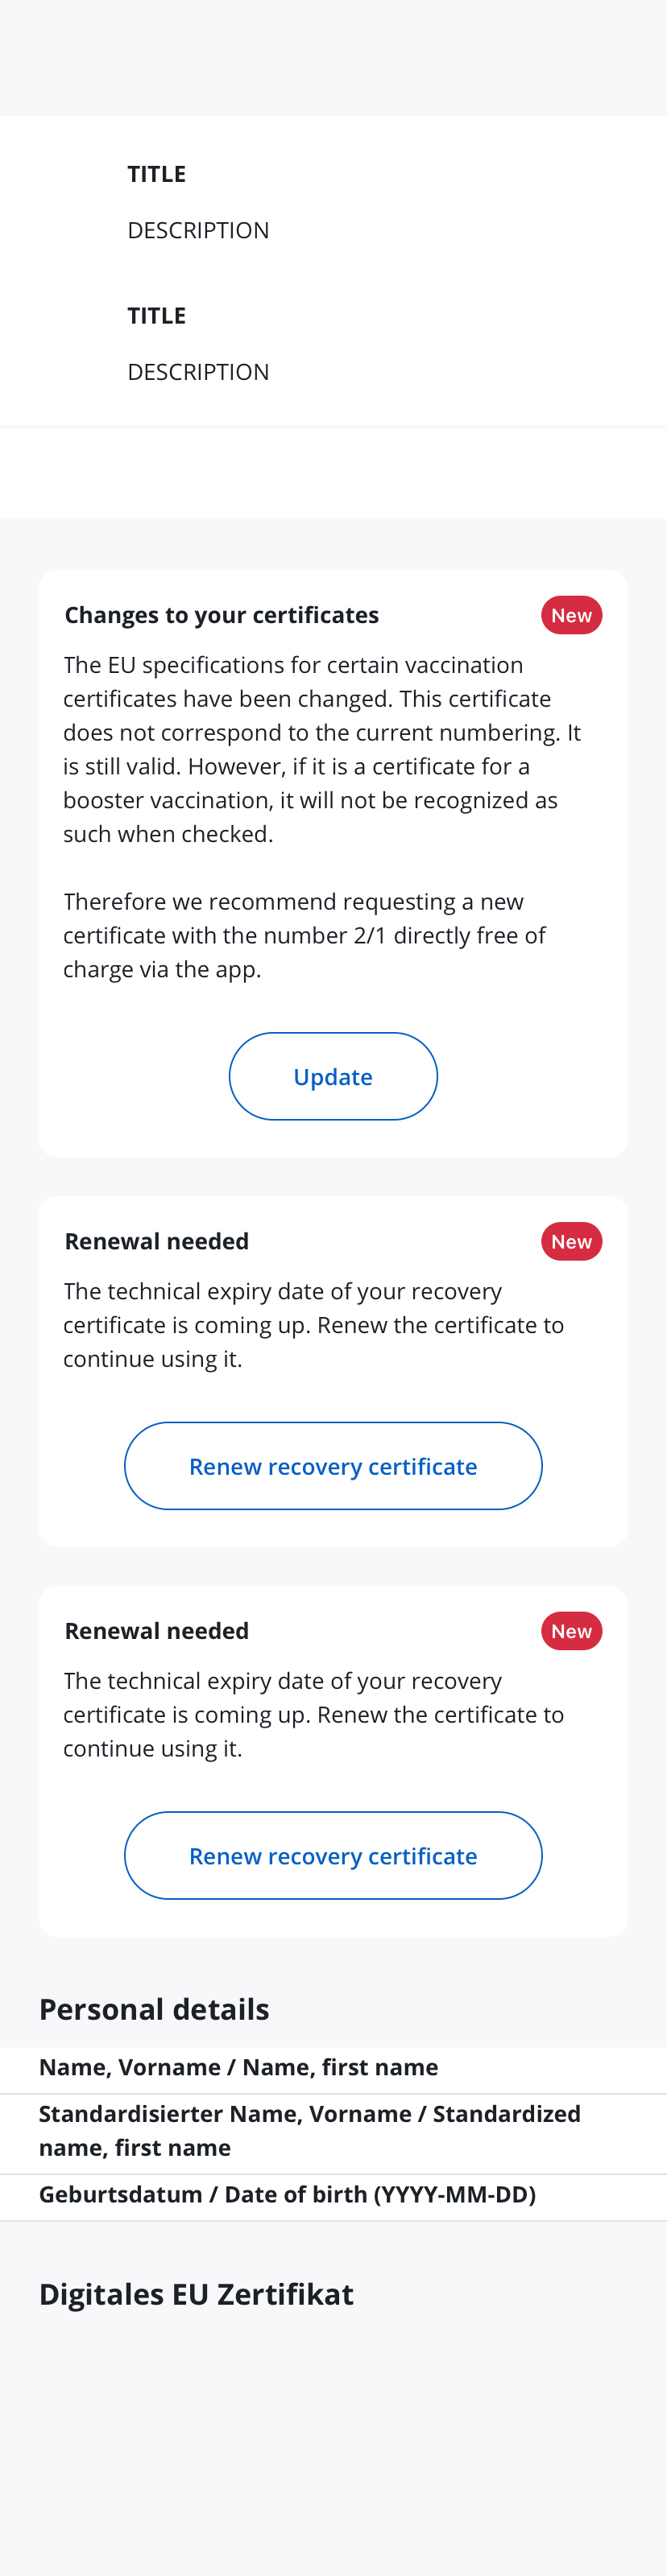 TITLE
DESCRIPTION
TITLE
DESCRIPTION
Changes to your certificates
New
The EU specifications for certain vaccination
certificates have been changed. This certificate
does not correspond to the current numbering. It
is still valid. However, if it is a certificate for a
booster vaccination, it will not be recognized as
such when checked.
Therefore we recommend requesting a new
certificate with the number 2/1 directly free of
charge via the app.
Update
Renewal needed
New
The technical expiry date of your recovery
certificate is coming up. Renew the certificate to
continue using it.
Renew recovery certificate
Renewal needed
New
The technical expiry date of your recovery
certificate is coming up. Renew the certificate to
continue using it.
Renew recovery certificate
Personal details
Name, Vorname / Name, first name
Standardisierter Name, Vorname / Standardized
name, first name
Geburtsdatum / Date of birth (YYYY-MM-DD)
Digitales EU Zertifikat